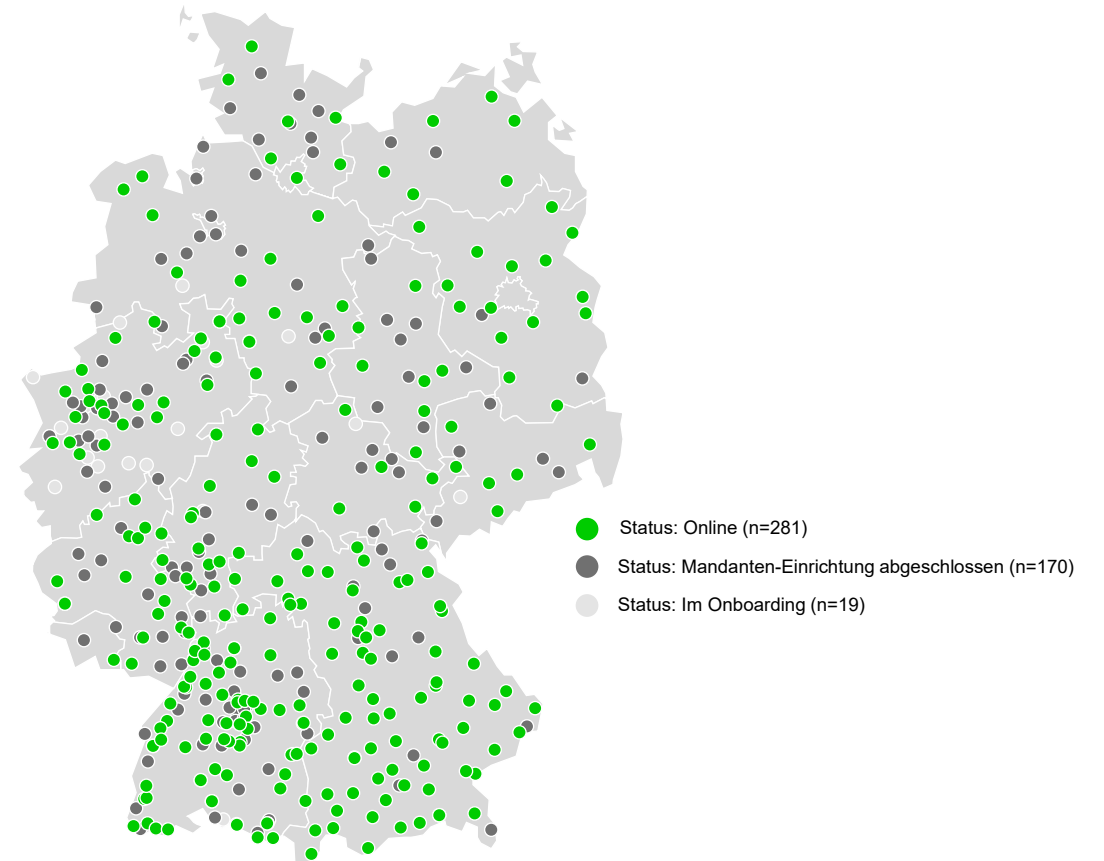 Status: Online (n=281)
Status: Mandanten-Einrichtung abgeschlossen (n=170)
Status: Im Onboarding (n=19)